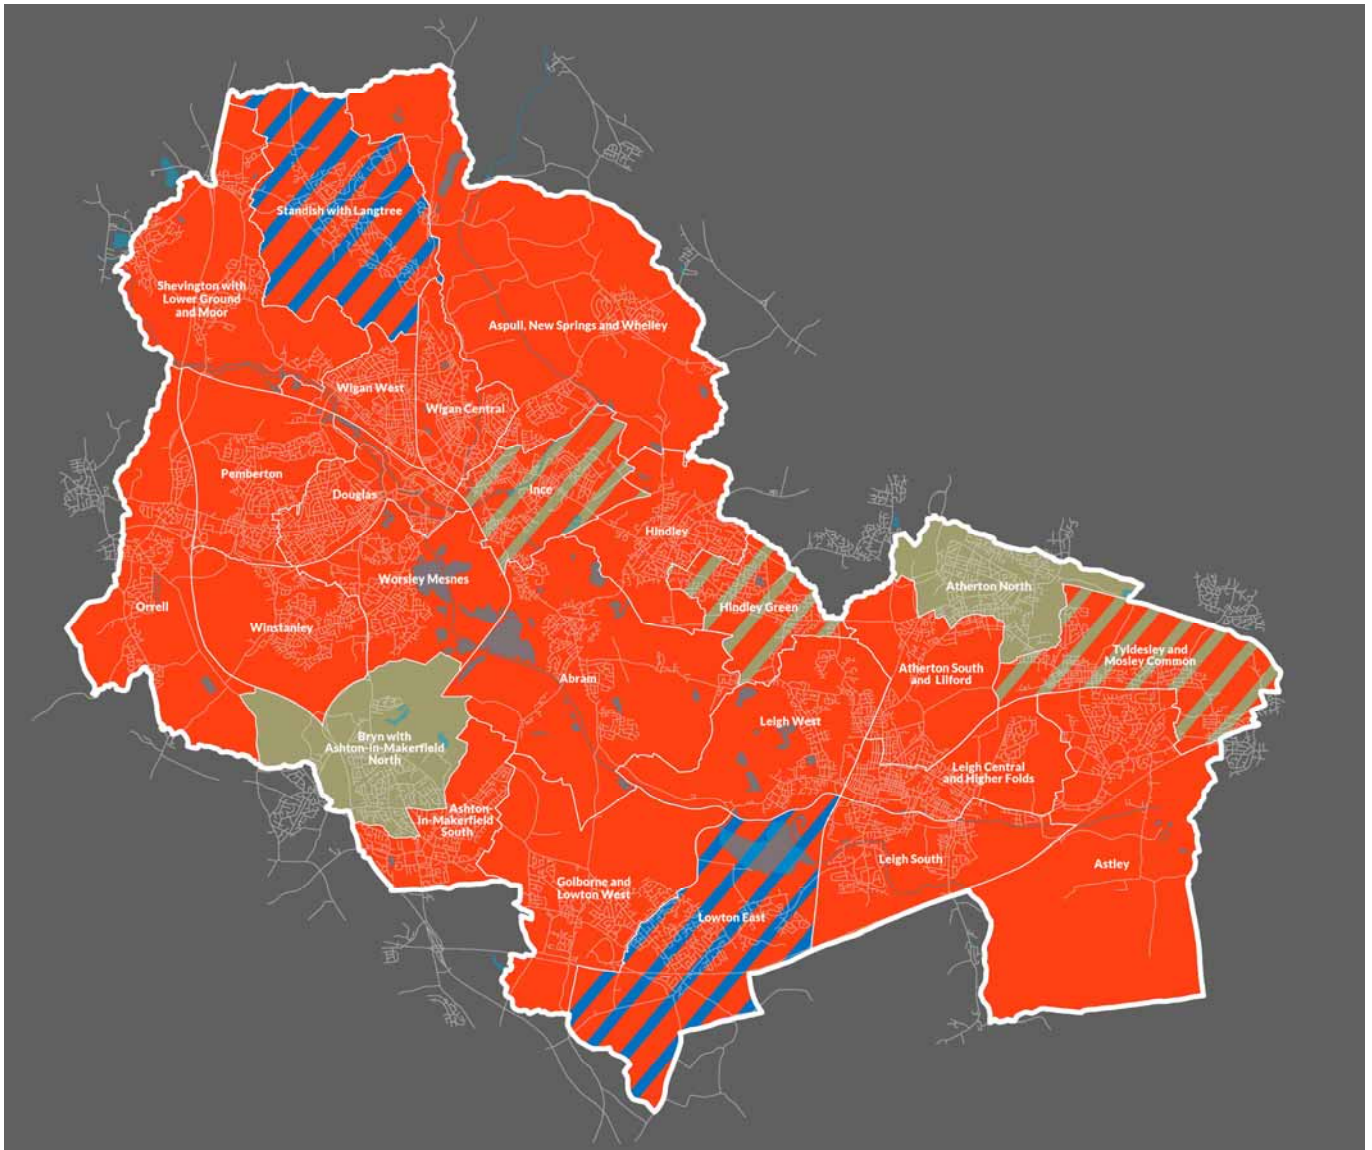 Standish with Langtree
Shevington with
Lower Ground
and Moor
Aspull, New Springs and Whelley
Wigan West
Wigan Central
Pemberton
Douglas
Ince
Hindley
Worsley Mesnes
Atherton North
Orrell
Winstanley
Hindley Green
Tyldesley and
Mosley Common
Atherton South
and Lilford
Abram
Leigh West
Bryn with
Ashton-in-Makerfield
North
Leigh Central
and Higher Folds
Ashton-
in-Makerfield
South
Leigh South
Astley
Golborne and
Lowton West
Lowton East